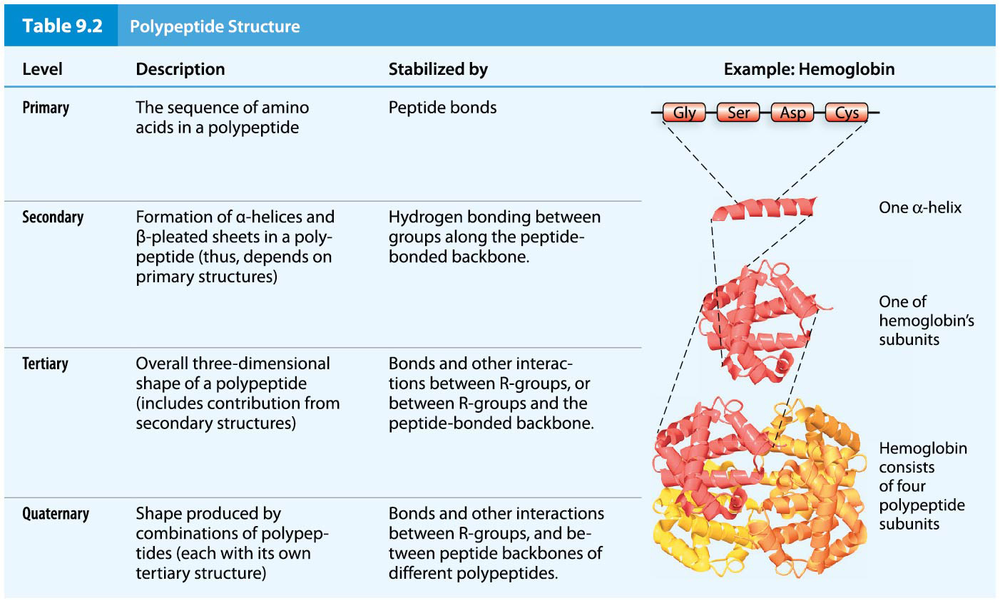 Table 9.2 Polypeptide Structure
Level Description Stabilized by Example: Hemoglobin
Primary
The sequence of amino
acids in a polypeptide
Peptide bonds
Gly Ser Asp Cys
Secondary
Formation of α-helices and
β-pleated sheets in a poly-
peptide (thus, depends on
primary structures)
Hydrogen bonding between
groups along the peptide-
bonded backbone.
One α-helix
One of
hemoglobin's
subunits
Tertiary
Overall three-dimensional
shape of a polypeptide
(includes contribution from
secondary structures)
Bonds and other interac-
tions between R-groups, or
between R-groups and the
peptide-bonded backbone.
Hemoglobin
consists
of four
polypeptide
subunits
Quaternary
Shape produced by
combinations of polypep-
tides (each with its own
tertiary structure)
Bonds and other interactions
between R-groups, and be-
tween peptide backbones of
different polypeptides.